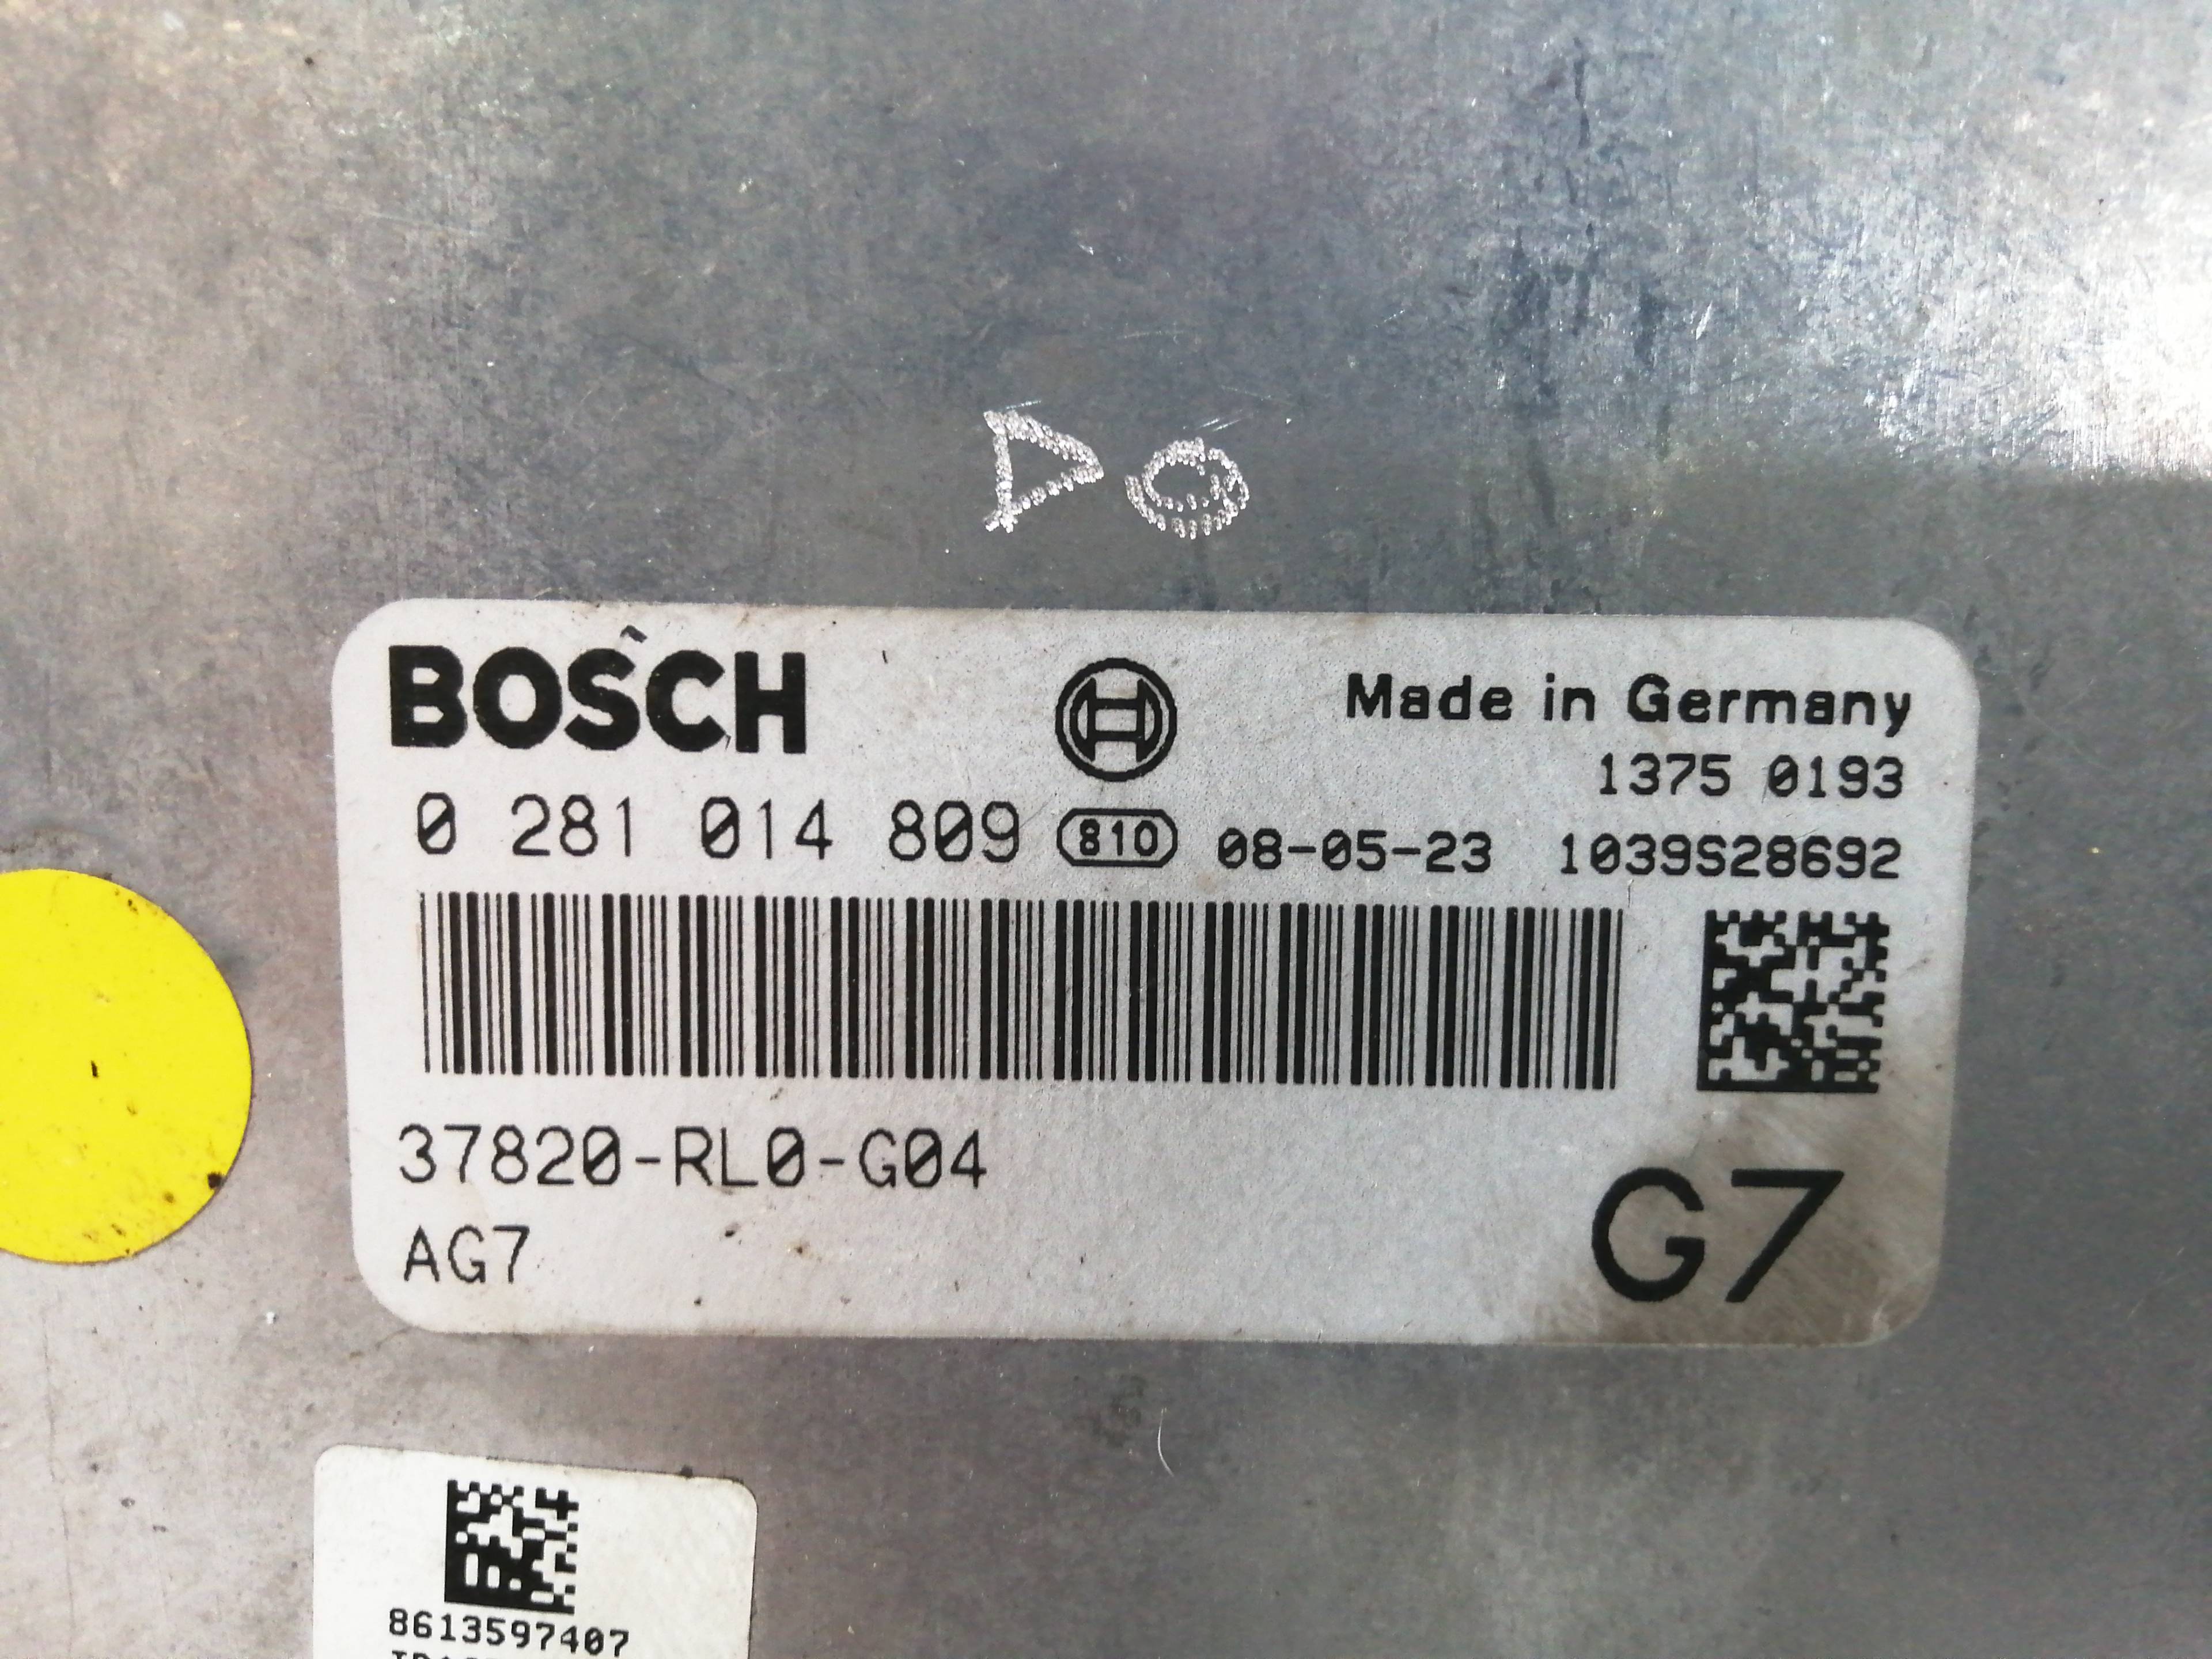 DO
BOSCH
Made in Germany
1375 0193
0 281 014 809 810 08-05-23 1039S28692
37820-RL0-G04
AG7
G7
8613597407